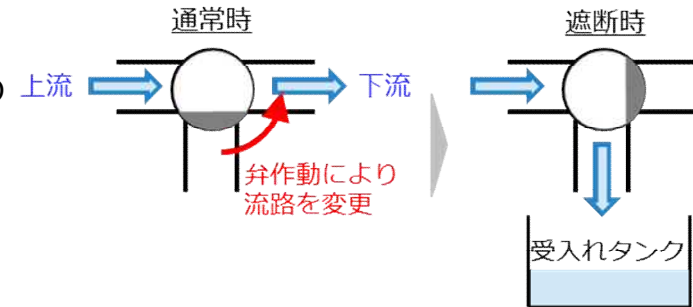 通常時
遮断時
上流
下流
弁作動により
流路を変更
受入れタンク